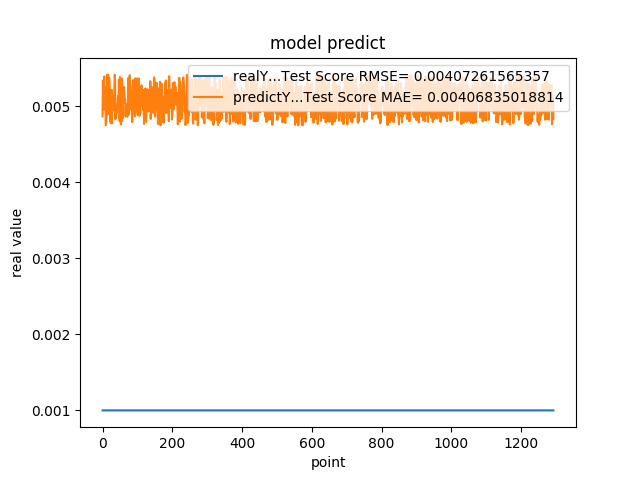 model predict
realY...Test Score RMSE= 0.00407261565357
predictY...Test Score MAE= 0.00406835018814
0.005
0.004
0.003
0.002
0.001
real value
0 200 400 600 800 1000 1200
point